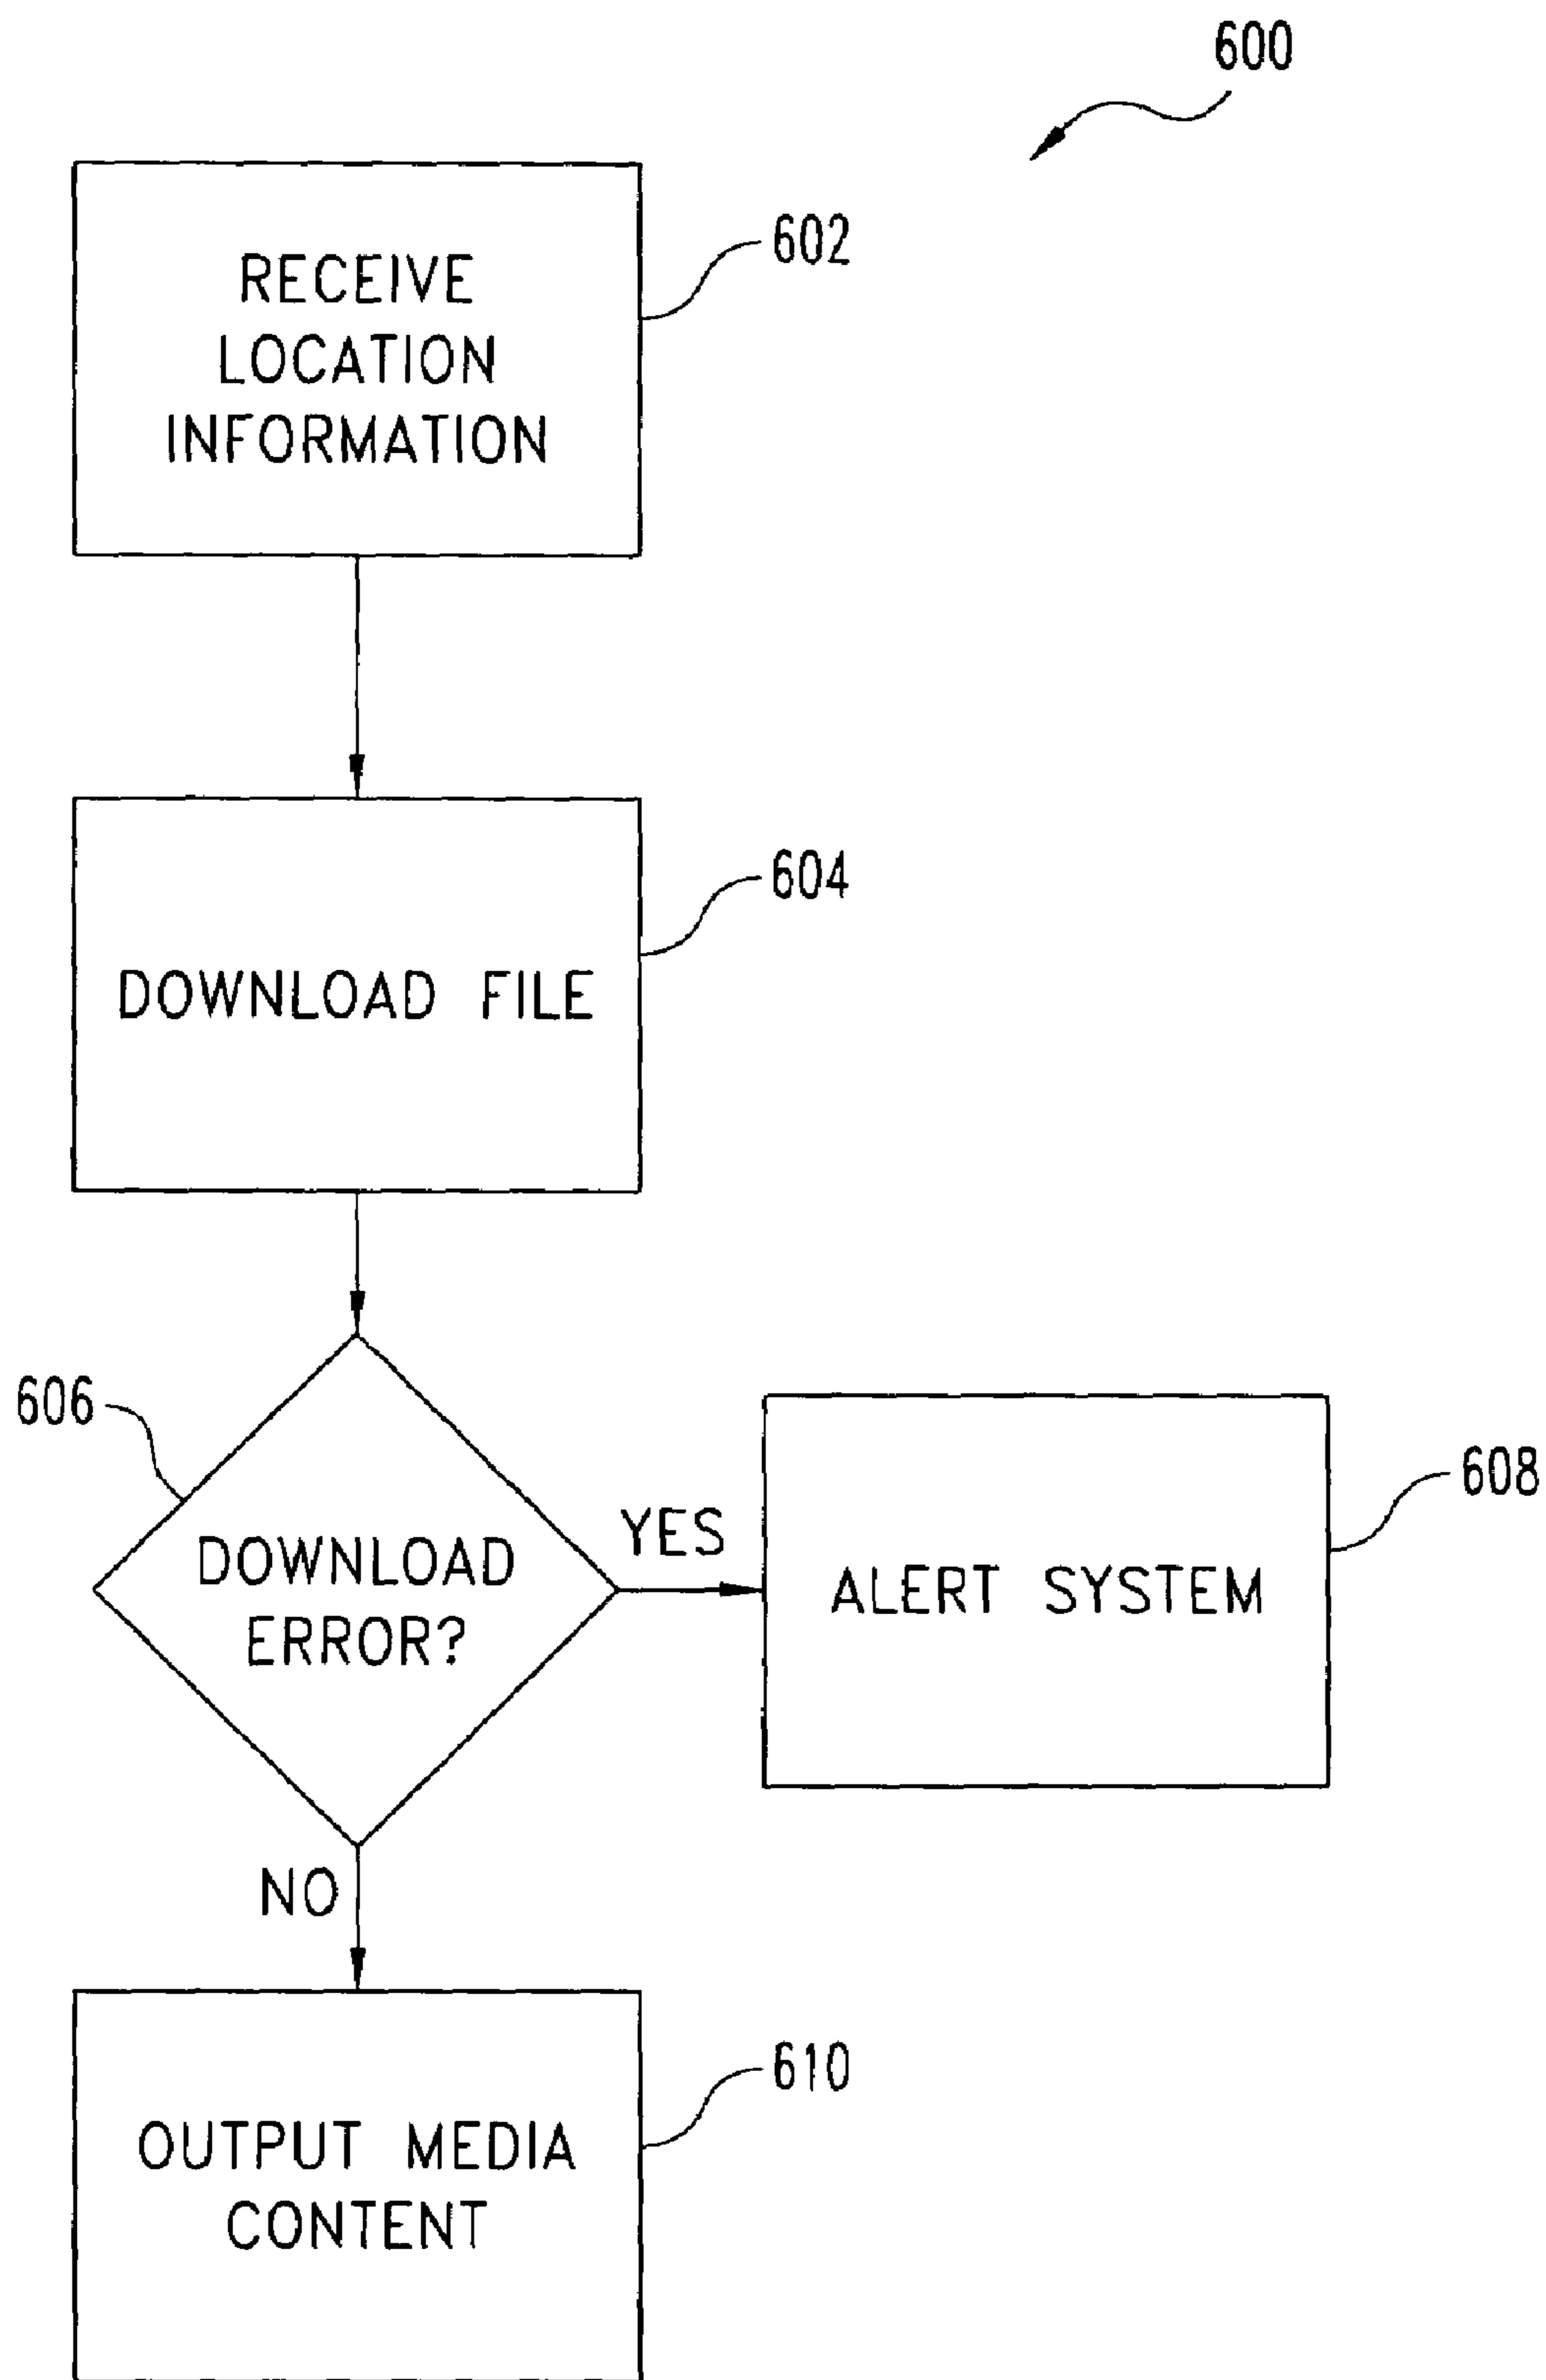 600
RECEIVE
LOCATION
INFORMATION
602
DOWNLOAD FILE
604
606
DOWNLOAD
ERROR?
YES
ALERT SYSTEM
608
NO
OUTPUT MEDIA
CONTENT
610